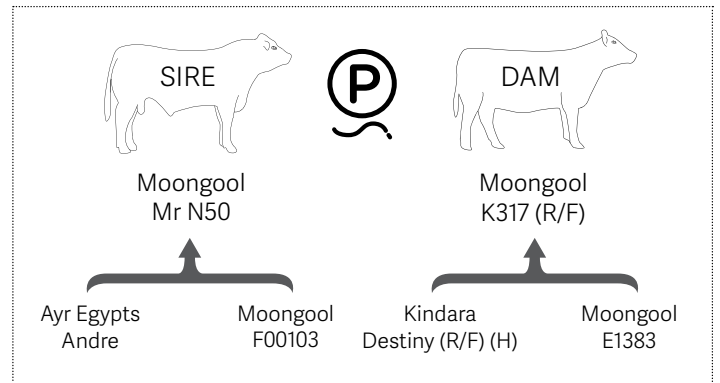 SIRE
P
DAM
Moongool
Mr N50
Moongool
K317 (R/F)
Ayr Egypts
Andre
Moongool
F00103
Kindara
Destiny (R/F) (H)
Moongool
E1383